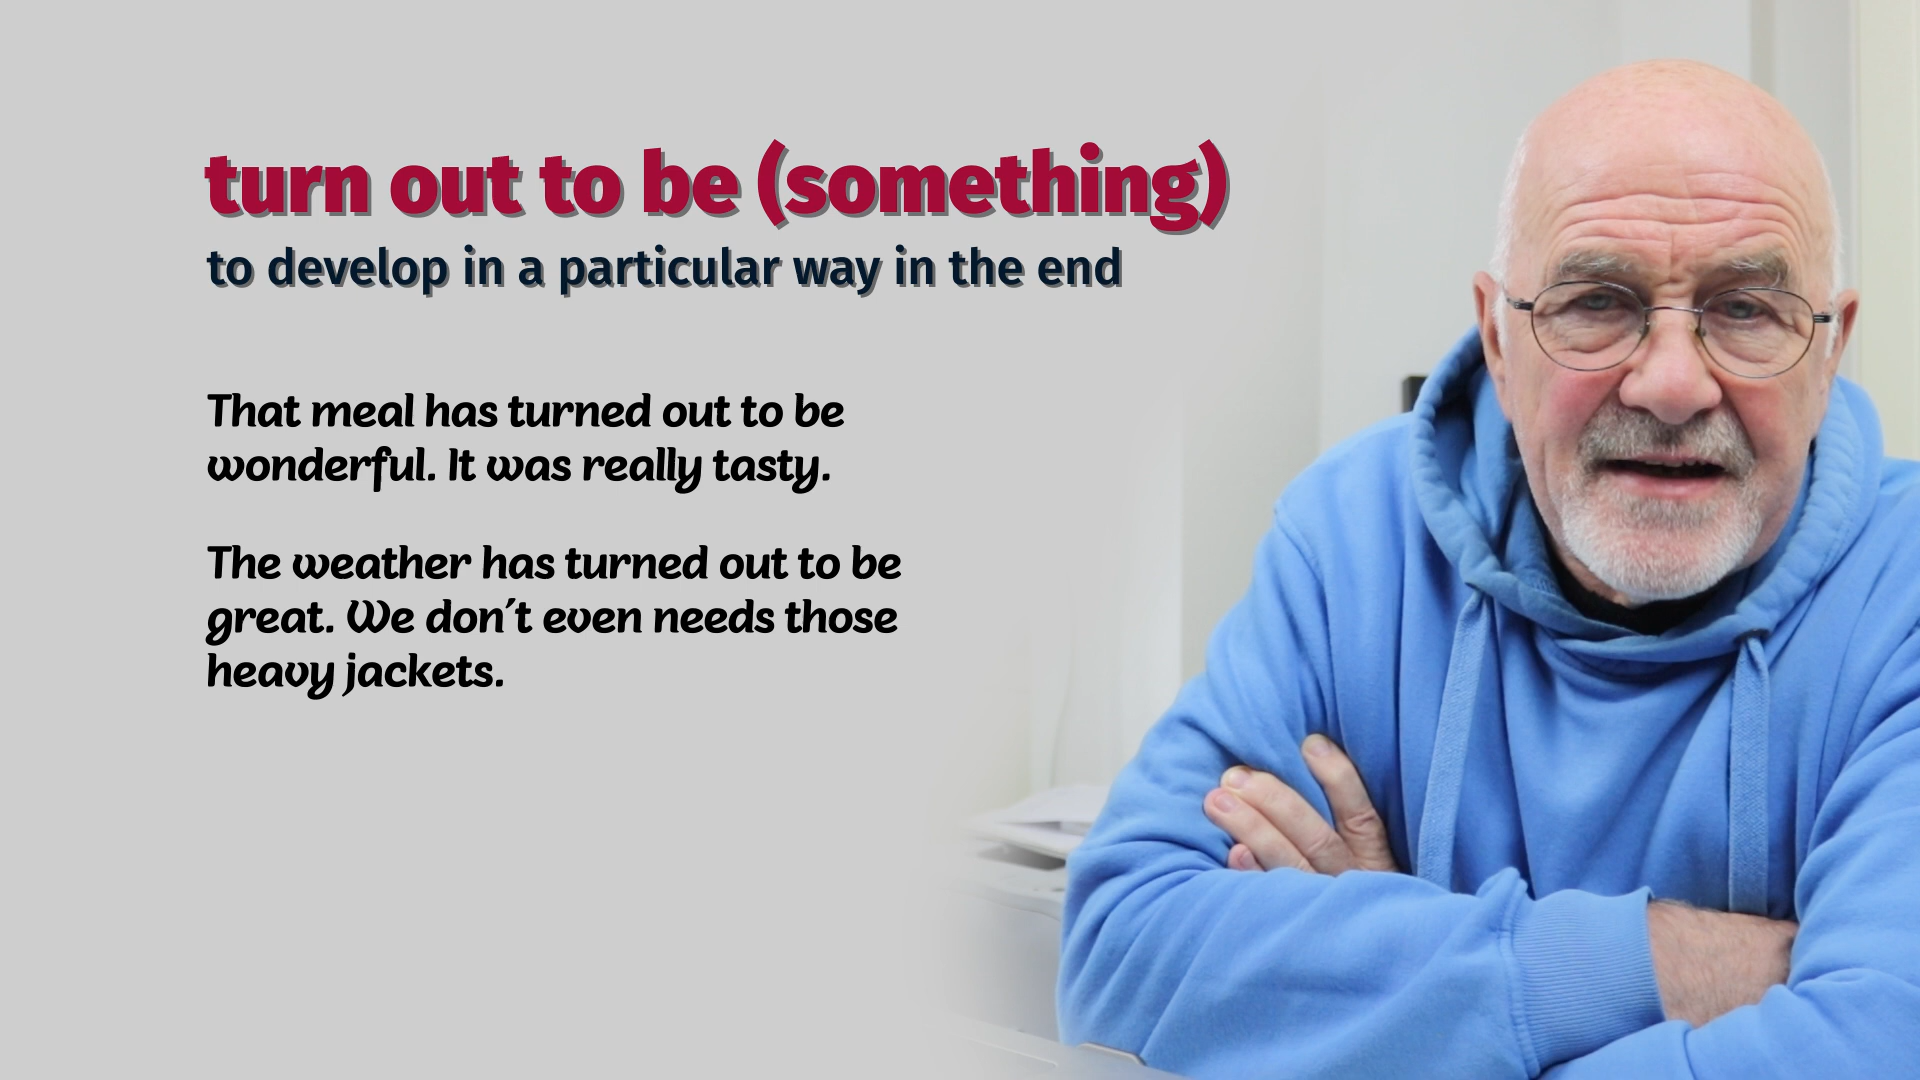 turn out to be (something)
to develop in a particular way in the end
That meal has turned out to be
wonderful. It was really tasty.
The weather has turned out to be
great. We don't even needs those
heavy jackets.